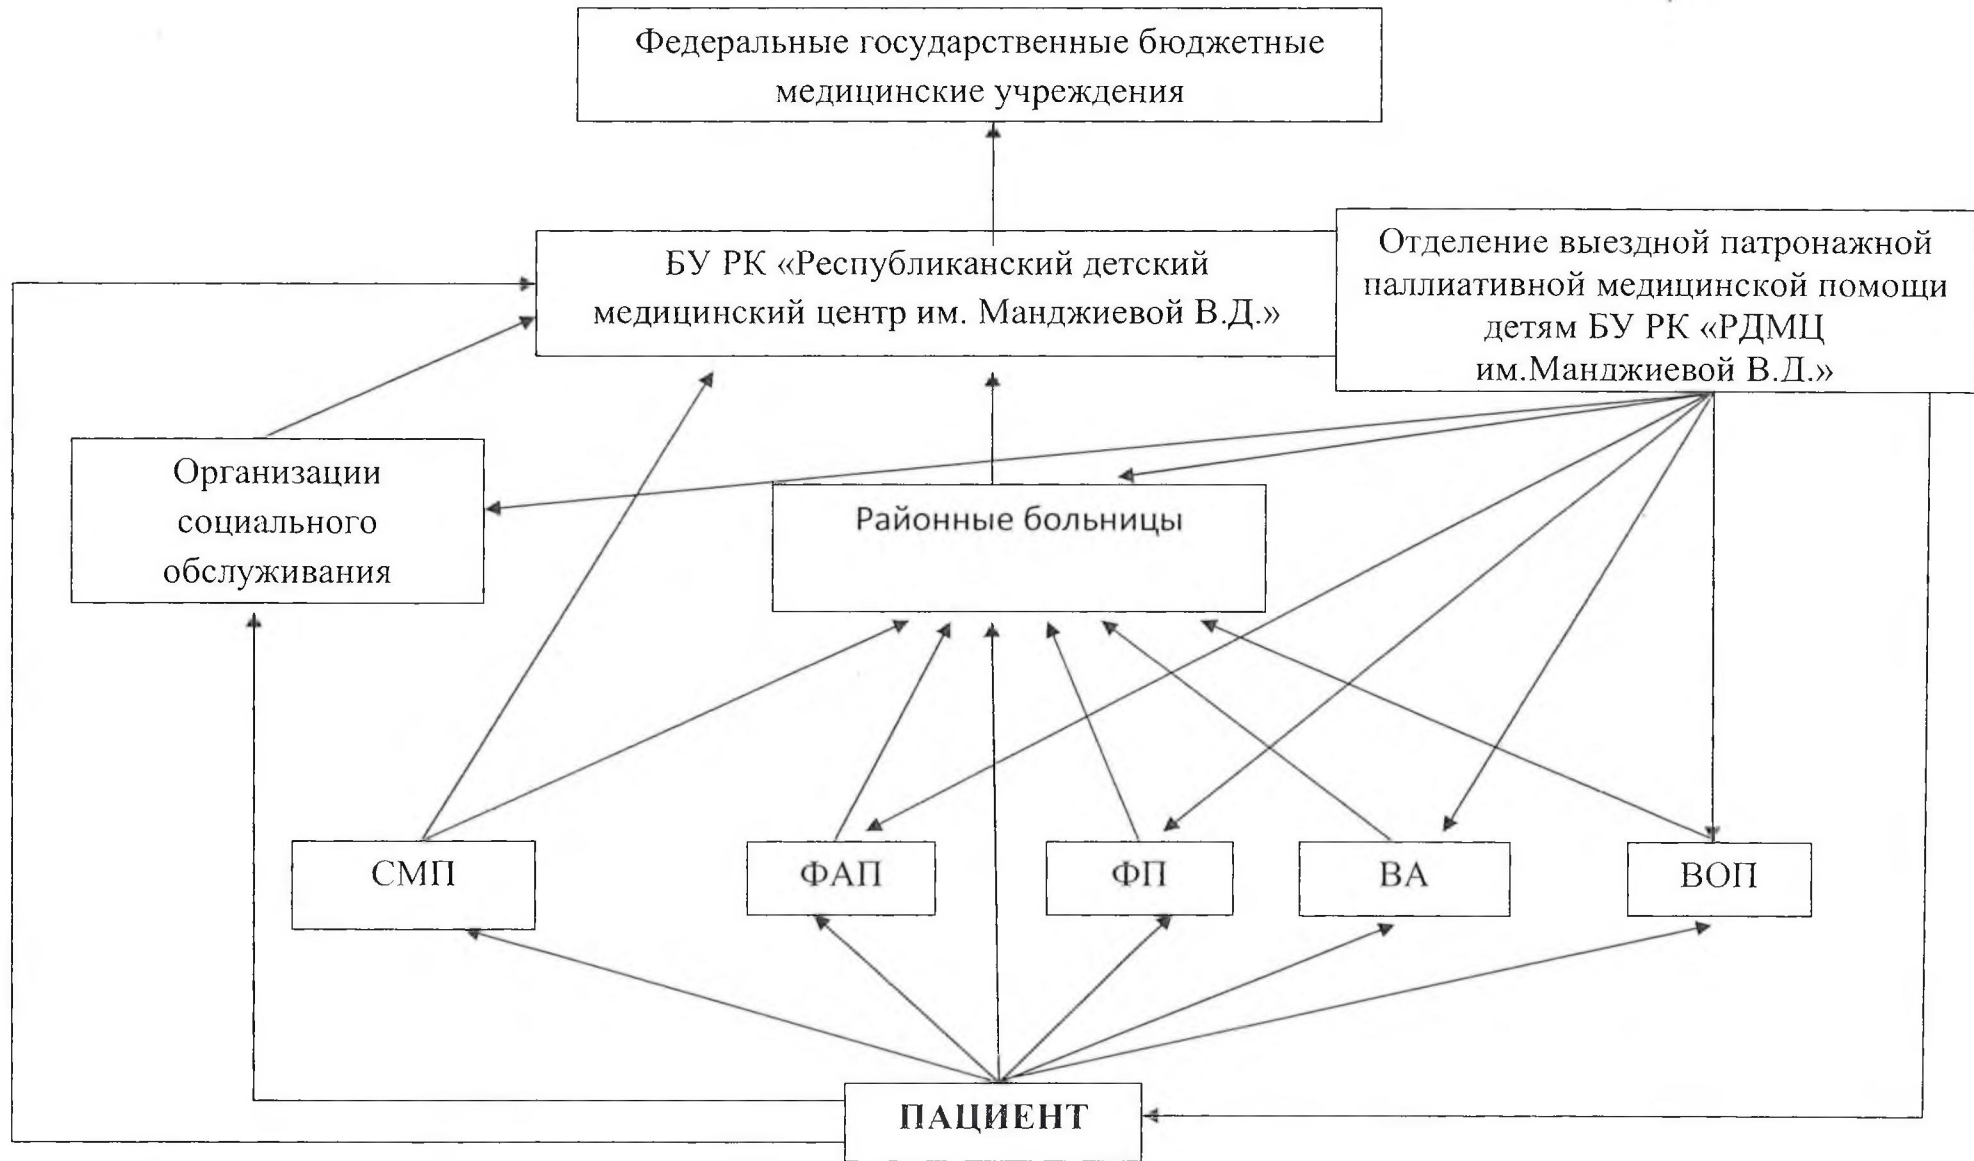 Федеральные государственные бюджетные
медицинские учреждения
БУ РК «Республиканский детский
медицинский центр им. Манджиевой В.Д.»
Отделение выездной патронажной
паллиативной медицинской помощи
детям БУ РК «РДМЦ
им.Манджиевой В.Д.»
Организации
социального
обслуживания
Районные больницы
СМП
ФАП
ФП
ВА
ВОП
ПАЦИЕНТ